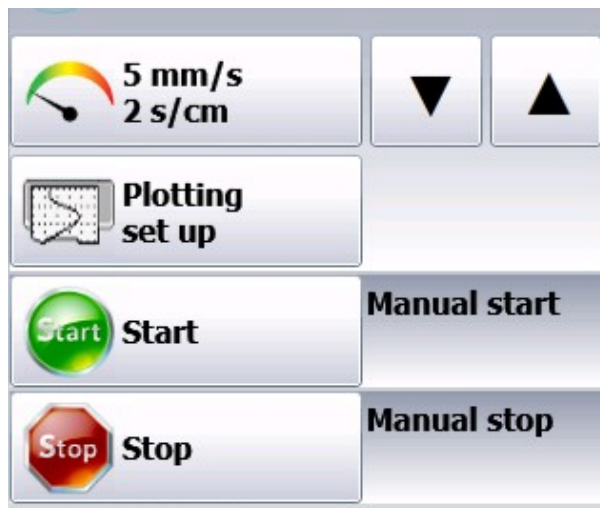 5 mm/s
2 s/cm
Plotting
set up
Start
Start
Manual start
Stop
Stop
Manual stop